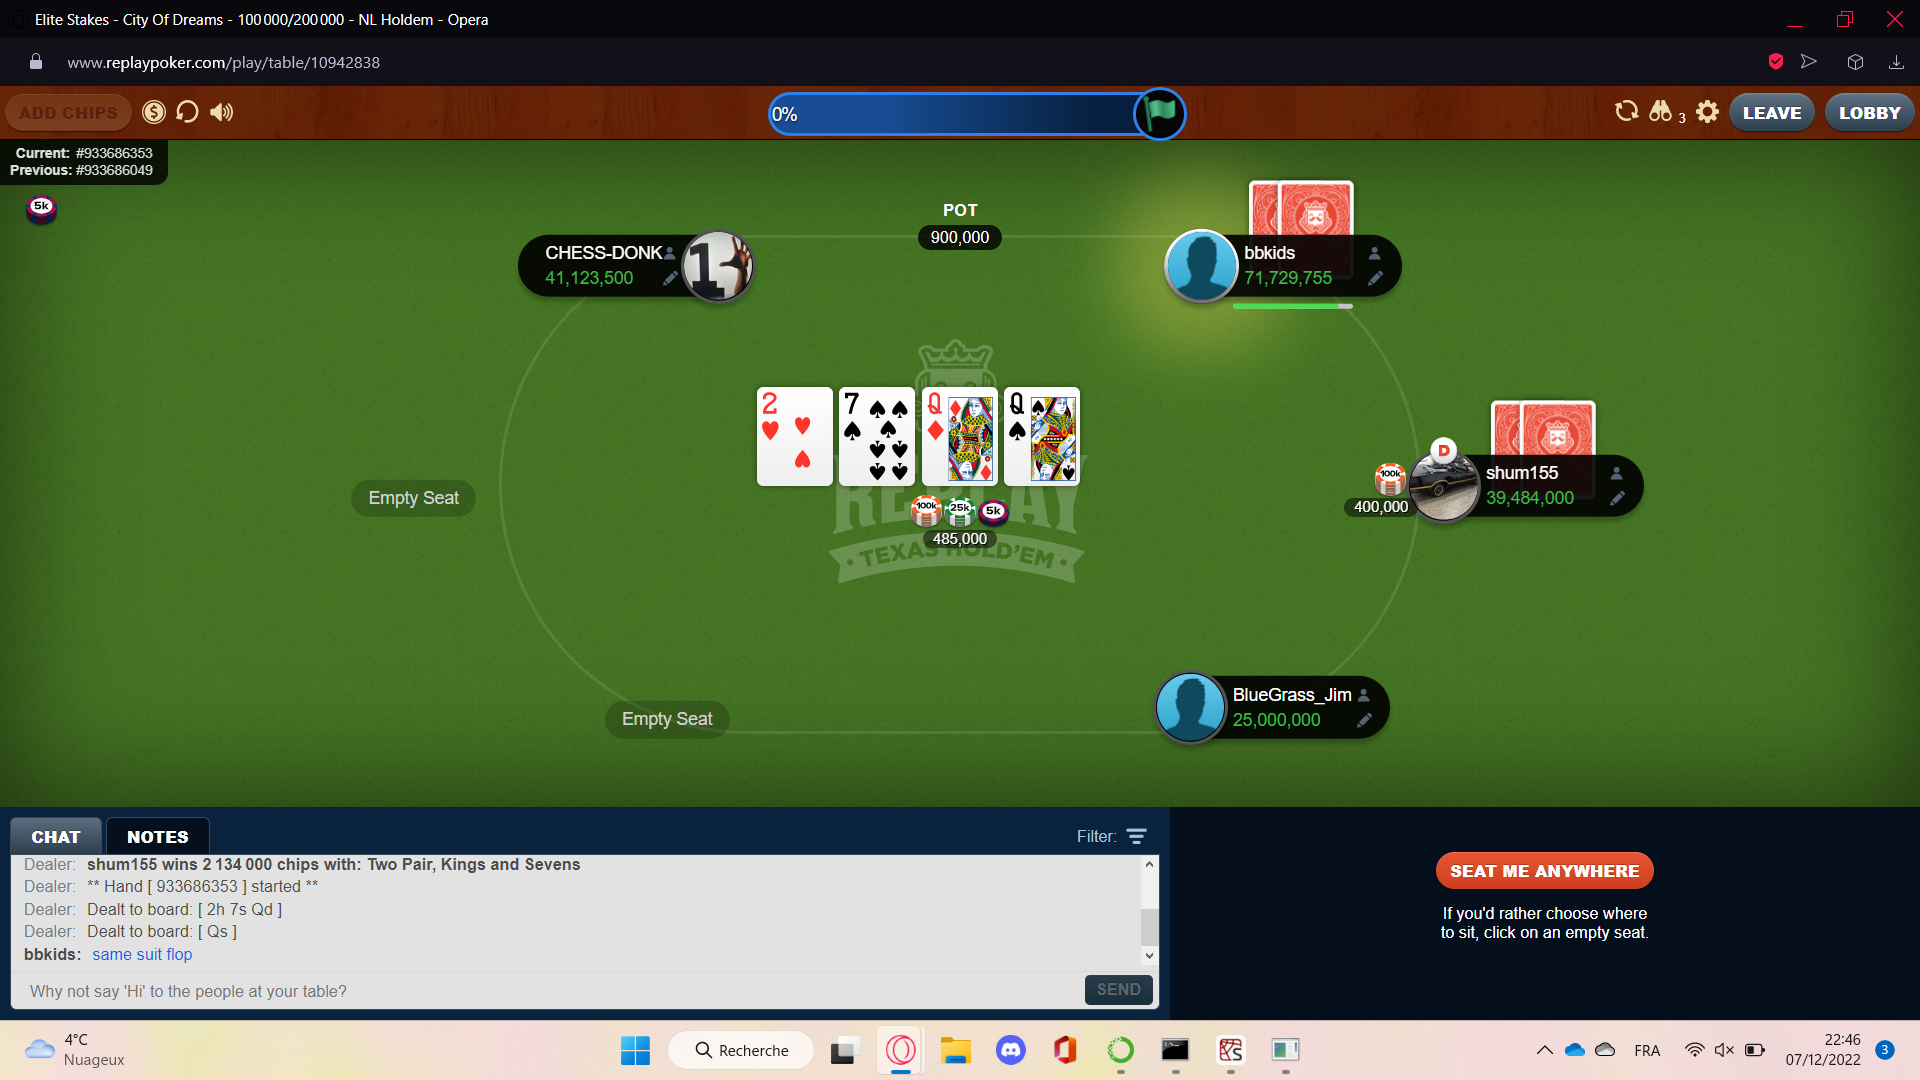 Elite Stakes - City Of Dreams - 100 000/200 000 - NL Holdem - Opera
www.replaypoker.com/play/table/10942838
ADD CHIPS
$
0%
3
LEAVE
LOBBY
Current: #933686353
Previous: #933686049
5k
POT
900,000
CHESS-DONK
41,123,500
1
bbkids
71,729,755
2
7
Q
Q
Empty Seat
D
100k
400,000
shum155
39,484,000
REPLAY
100k
25k
5k
485,000
TEXAS HOLD'EM
Empty Seat
BlueGrass_Jim
25,000,000
CHAT
NOTES
Filter:
Dealer: shum155 wins 2 134 000 chips with: Two Pair, Kings and Sevens
Dealer: ** Hand [ 933686353 ] started **
Dealer: Dealt to board: [ 2h 7s Qd ]
Dealer: Dealt to board: [ Qs ]
bbkids: same suit flop
Why not say 'Hi' to the people at your table?
SEND
SEAT ME ANYWHERE
If you'd rather choose where
to sit, click on an empty seat.
4°C
Nuageux
Recherche
FRA
22:46
07/12/2022
3